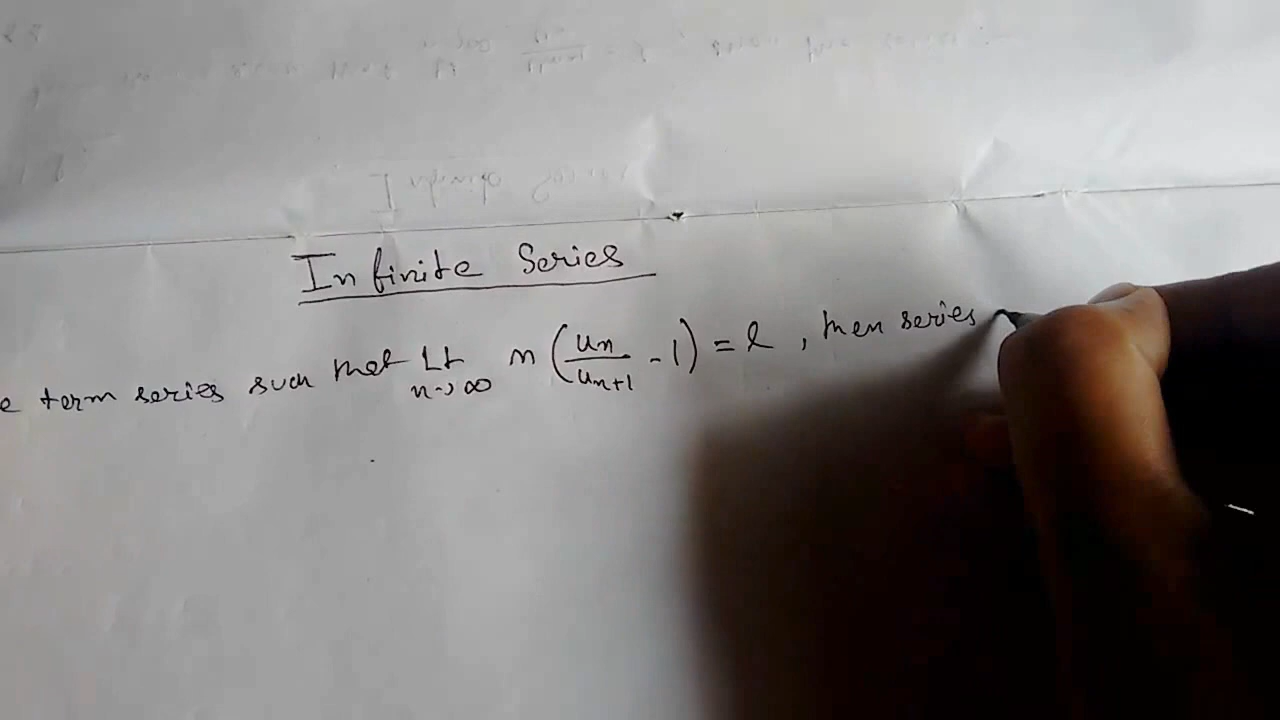 Infinite Series
e term series such that Lt n→∞ n(un/un+1 - 1) = l, then series